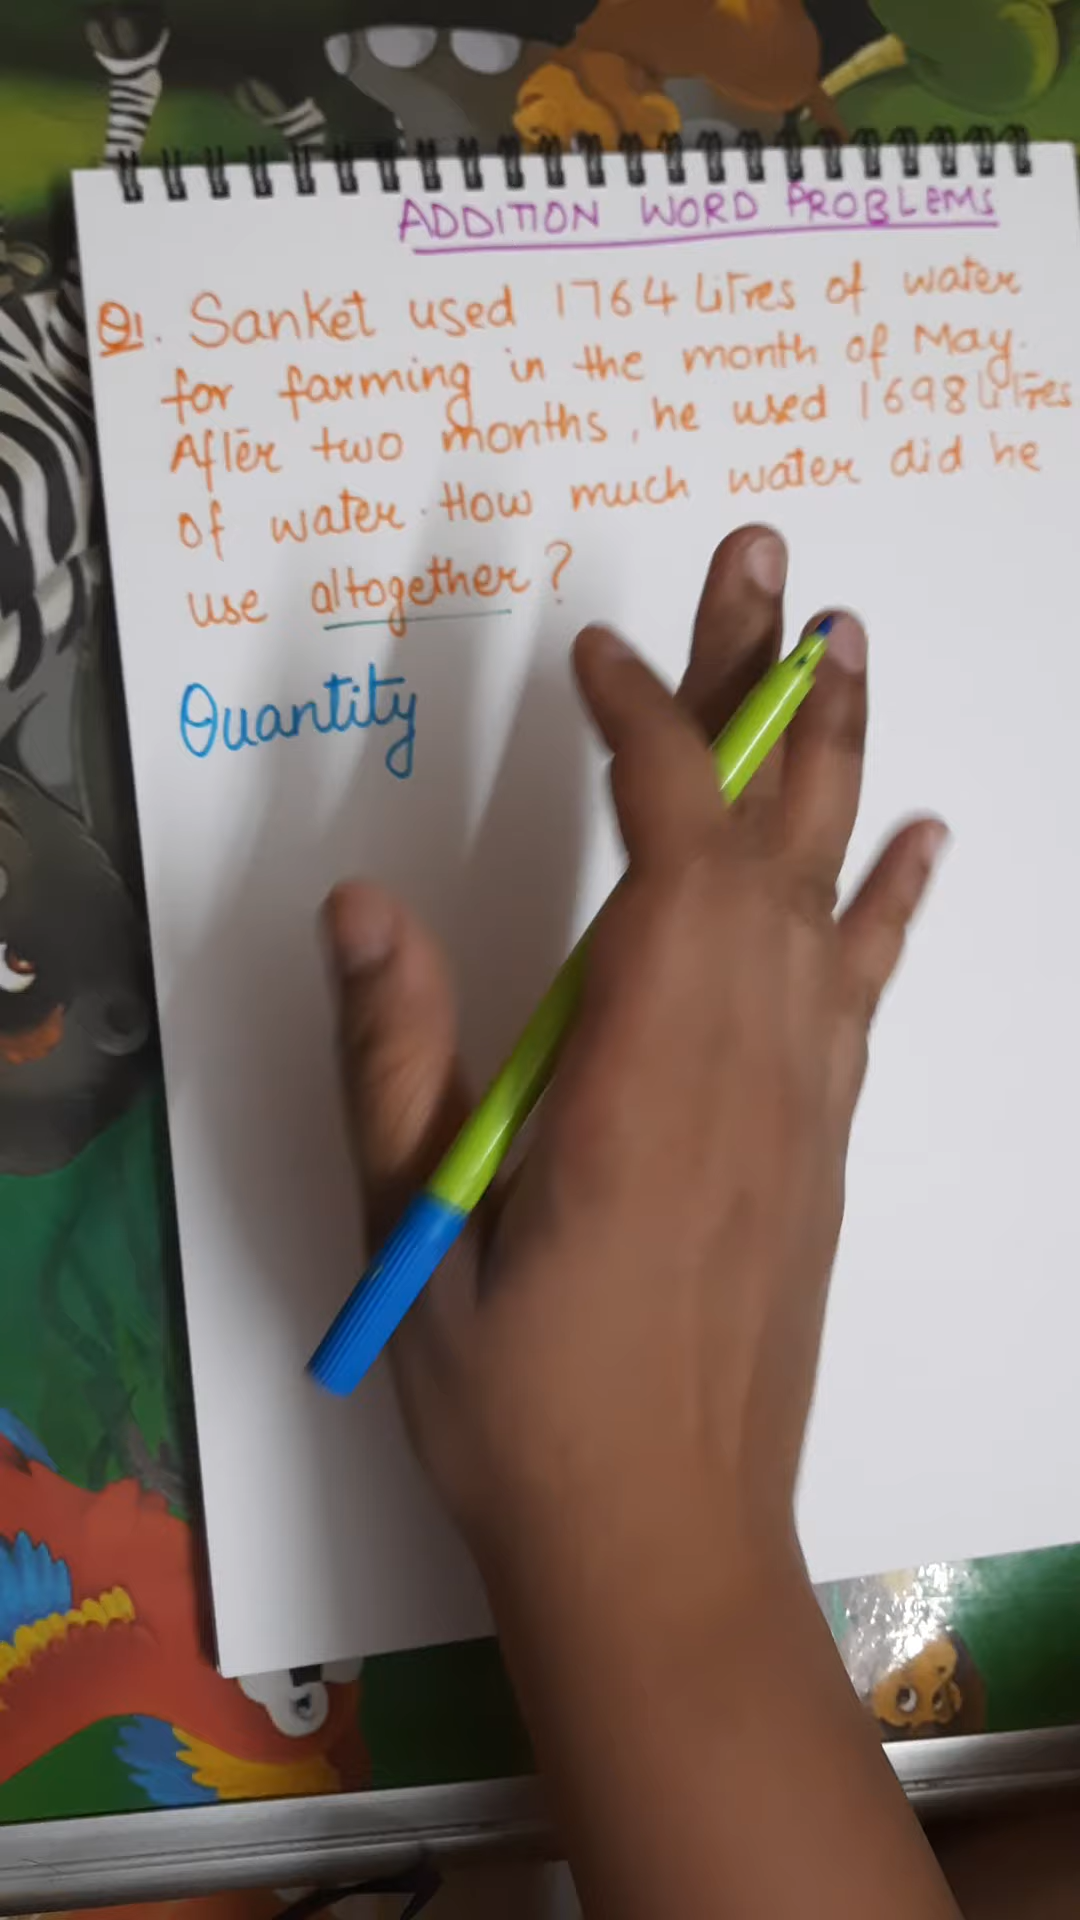 ADDITION WORD PROBLEMS
Q1. Sanket used 1764 Litres of water
for farming in the month of May.
After two months, he used 1698 Litres
of water. How much water did he
use altogether?
Quantity